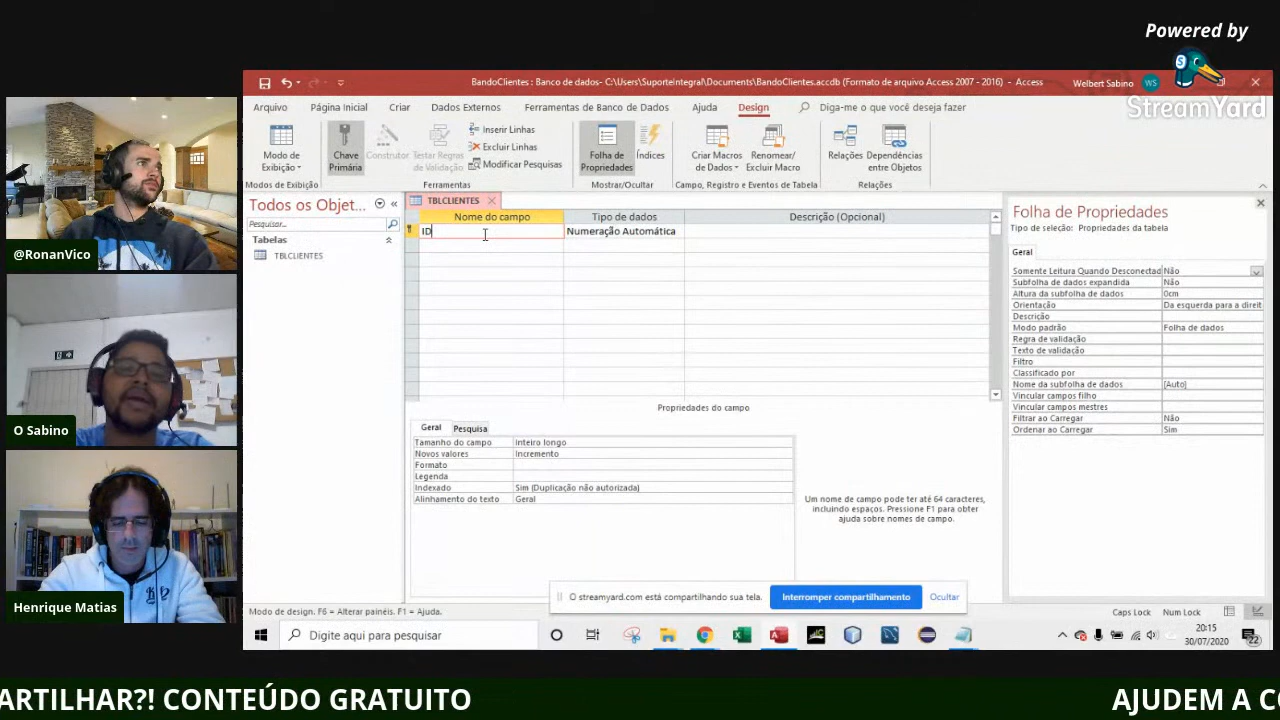 Powered by
StreamYard
@RonanVico
O Sabino
Henrique Matias
BandoClientes : Banco de dados- C:\Users\SuporteIntegral\Documents\BandoClientes.accdb (Formato de arquivo Access 2007 - 2016) - Access
Welbert Sabino
WS
Arquivo
Página Inicial
Criar
Dados Externos
Ferramentas de Banco de Dados
Ajuda
Design
Diga-me o que você deseja fazer
Modo de
Exibição
Chave
Primária
Construtor
Testar Regras
de Validação
Inserir Linhas
Excluir Linhas
Modificar Pesquisas
Folha de
Propriedades
Índices
Criar Macros
de Dados
Renomear/
Excluir Macro
Relações
Dependências
entre Objetos
Modos de Exibição
Ferramentas
Mostrar/Ocultar
Campo, Registro e Eventos de Tabela
Relações
Todos os Objet...
Pesquisar...
Tabelas
TBLCLIENTES
TBLCLIENTES
Nome do campo
Tipo de dados
Descrição (Opcional)
ID
Numeração Automática
Propriedades do campo
Geral
Pesquisa
Tamanho do campo Inteiro longo
Novos valores Incremento
Formato
Legenda
Indexado Sim (Duplicação não autorizada)
Alinhamento do texto Geral
Um nome de campo pode ter até 64 caracteres,
incluindo espaços. Pressione F1 para obter
ajuda sobre nomes de campo.
Folha de Propriedades
Tipo de seleção: Propriedades da tabela
Geral
Somente Leitura Quando Desconectad Não
Subfolha de dados expandida Não
Altura da subfolha de dados 0cm
Orientação Da esquerda para a direit
Descrição
Modo padrão Folha de dados
Regra de validação
Texto de validação
Filtro
Classificado por
Nome da subfolha de dados [Auto]
Vincular campos filho
Vincular campos mestres
Filtrar ao Carregar Não
Ordenar ao Carregar Sim
O streamyard.com está compartilhando sua tela.
Interromper compartilhamento
Ocultar
Modo de design. F6 = Alterar painéis. F1 = Ajuda.
Caps Lock
Num Lock
Digite aqui para pesquisar
20:15
30/07/2020
22
ARTILHAR?! CONTEÚDO GRATUITO
AJUDEM A CO